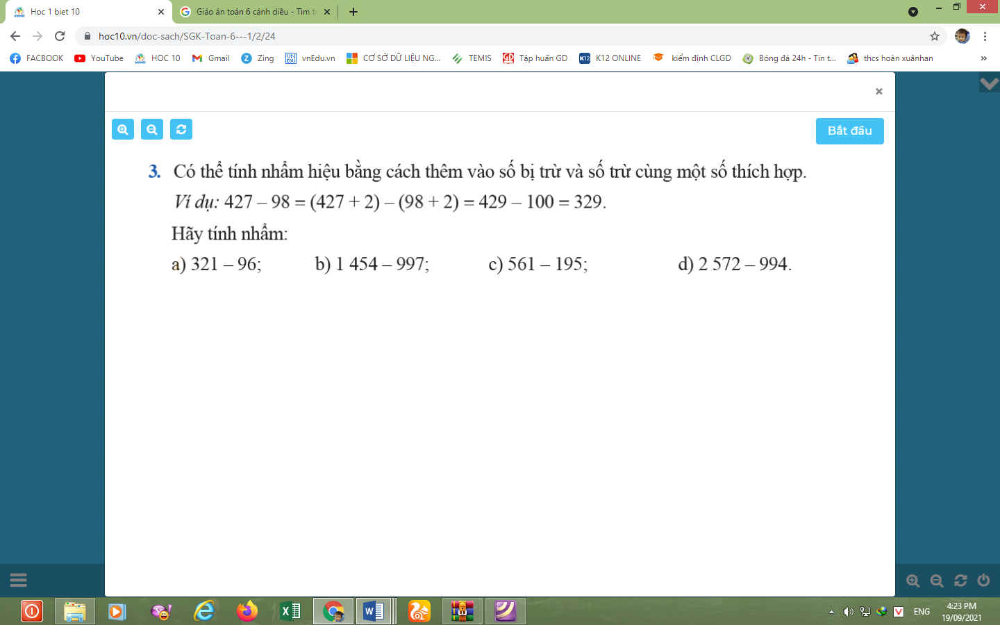 Hoc 1 biet 10
Giáo án toán 6 cánh diều - Tìm tr
hoc10.vn/doc-sach/SGK-Toan-6---1/2/24
FACBOOK YouTube HOC 10 Gmail Zing vnEdu.vn CƠ SỞ DỮ LIỆU NG... TEMIS Tập huấn GD K12 ONLINE kiểm định CLGD Bóng đá 24h - Tin t... thcs hoàn xuânhan »
Bắt đầu
3. Có thể tính nhẩm hiệu bằng cách thêm vào số bị trừ và số trừ cùng một số thích hợp.
Ví dụ: 427 – 98 = (427 + 2) – (98 + 2) = 429 – 100 = 329.
Hãy tính nhẩm:
a) 321 – 96; b) 1 454 – 997; c) 561 – 195; d) 2 572 – 994.
ENG
4:23 PM
19/09/2021